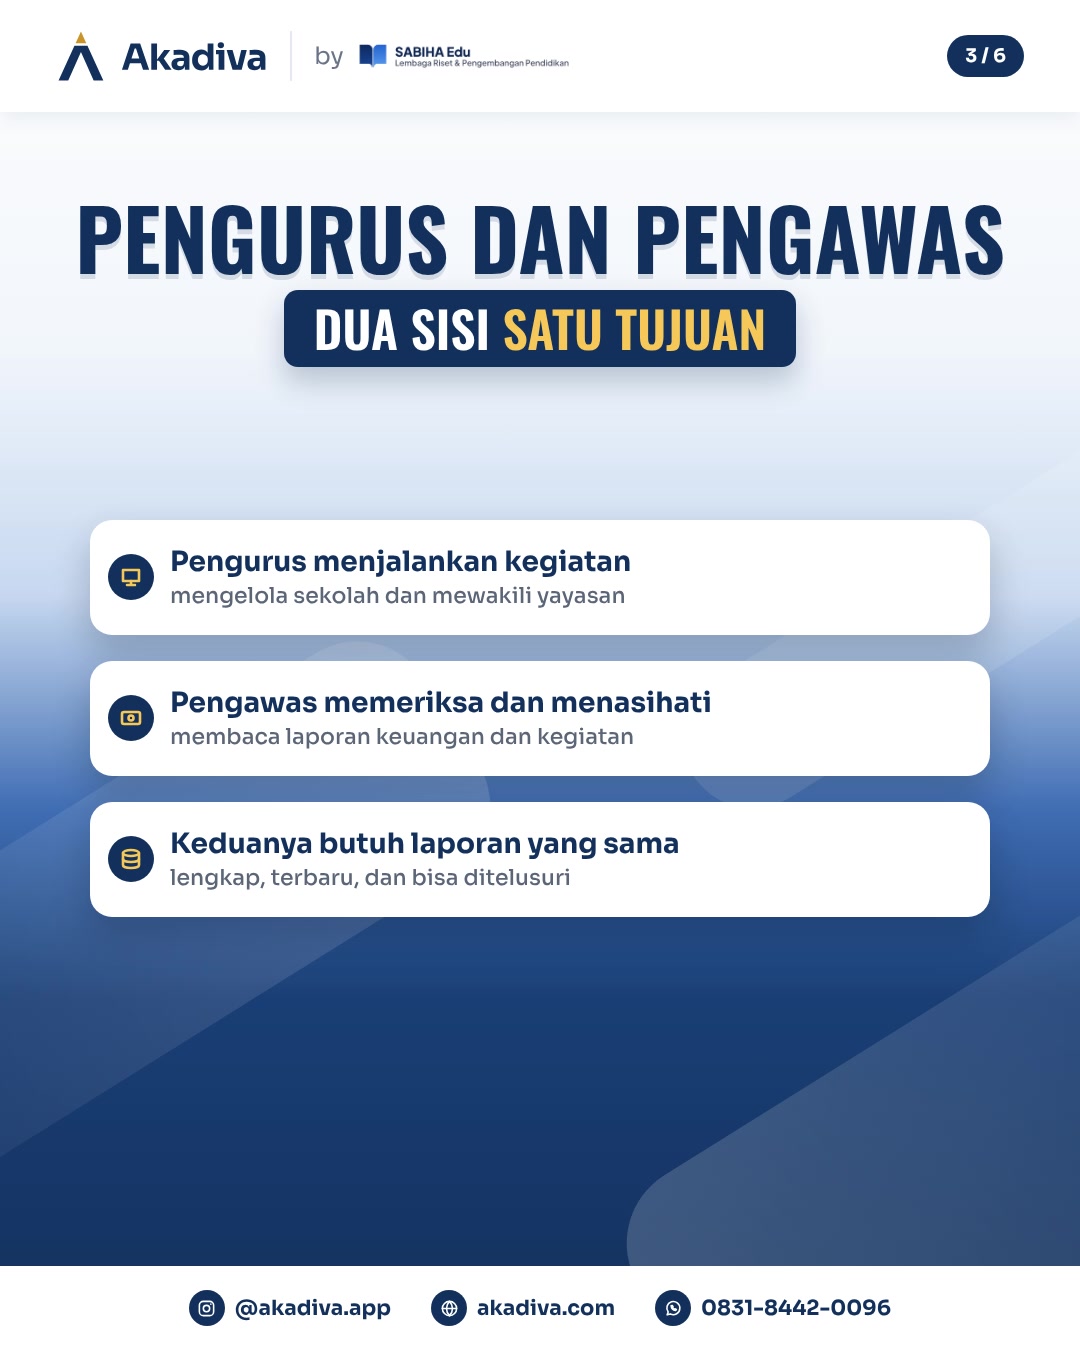 Akadiva
by
SABIHA Edu
Lembaga Riset & Pengembangan Pendidikan
3 / 6
PENGURUS DAN PENGAWAS
DUA SISI SATU TUJUAN
Pengurus menjalankan kegiatan
mengelola sekolah dan mewakili yayasan
Pengawas memeriksa dan menasihati
membaca laporan keuangan dan kegiatan
Keduanya butuh laporan yang sama
lengkap, terbaru, dan bisa ditelusuri
@akadiva.app
akadiva.com
0831-8442-0096